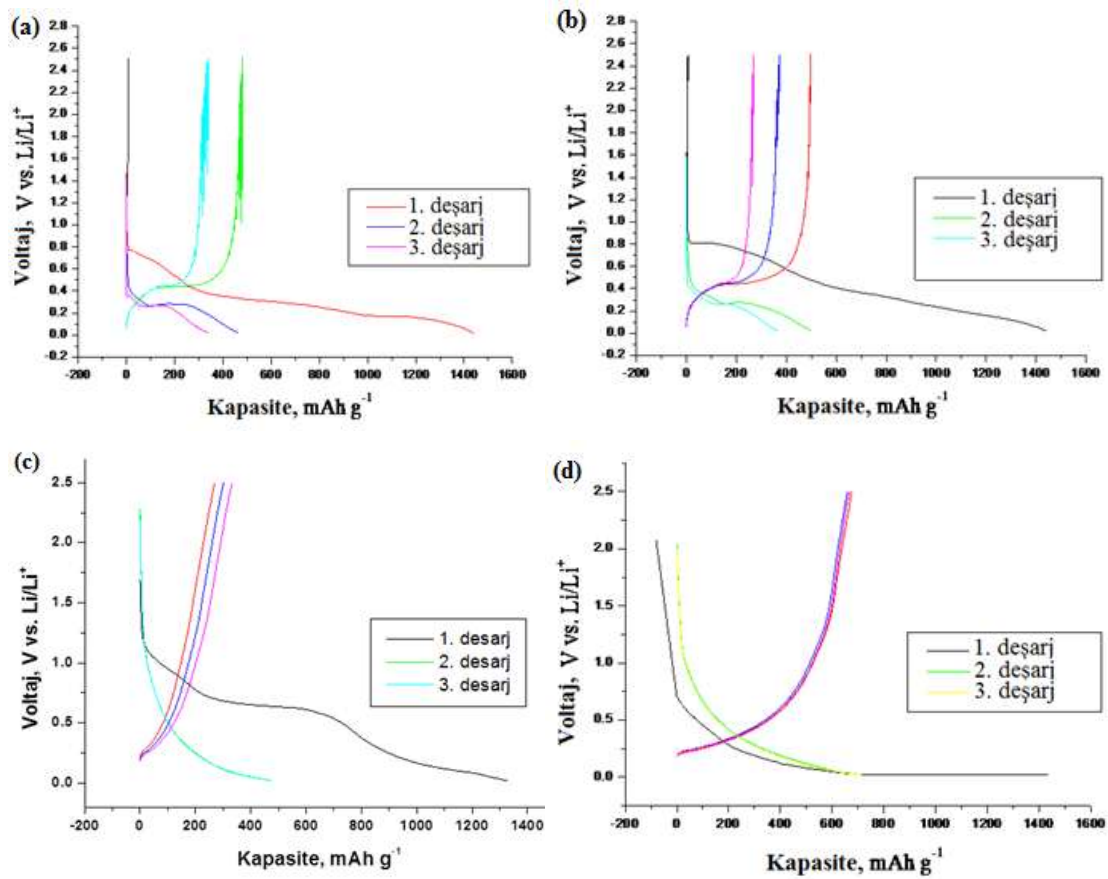 (a)
2.8
2.6
2.4
2.2
2.0
1.8
1.6
1.4
1.2
1.0
0.8
0.6
0.4
0.2
0.0
-0.2
Voltaj, V vs. Li/Li⁺
1. deşarj
2. deşarj
3. deşarj
-200 0 200 400 600 800 1000 1200 1400 1600
Kapasite, mAh g⁻¹
(b)
2.8
2.6
2.4
2.2
2.0
1.8
1.6
1.4
1.2
1.0
0.8
0.6
0.4
0.2
0.0
-0.2
Voltaj, V vs. Li/Li⁺
1. deşarj
2. deşarj
3. deşarj
-200 0 200 400 600 800 1000 1200 1400 1600
Kapasite, mAh g⁻¹
(c)
2.5
2.0
1.5
1.0
0.5
0.0
Voltaj, V vs. Li/Li⁺
1. desarj
2. desarj
3. desarj
-200 0 200 400 600 800 1000 1200 1400
Kapasite, mAh g⁻¹
(d)
2.5
2.0
1.5
1.0
0.5
0.0
Voltaj, V vs. Li/Li⁺
1. deşarj
2. deşarj
3. deşarj
-200 0 200 400 600 800 1000 1200 1400 1600
Kapasite, mAh g⁻¹